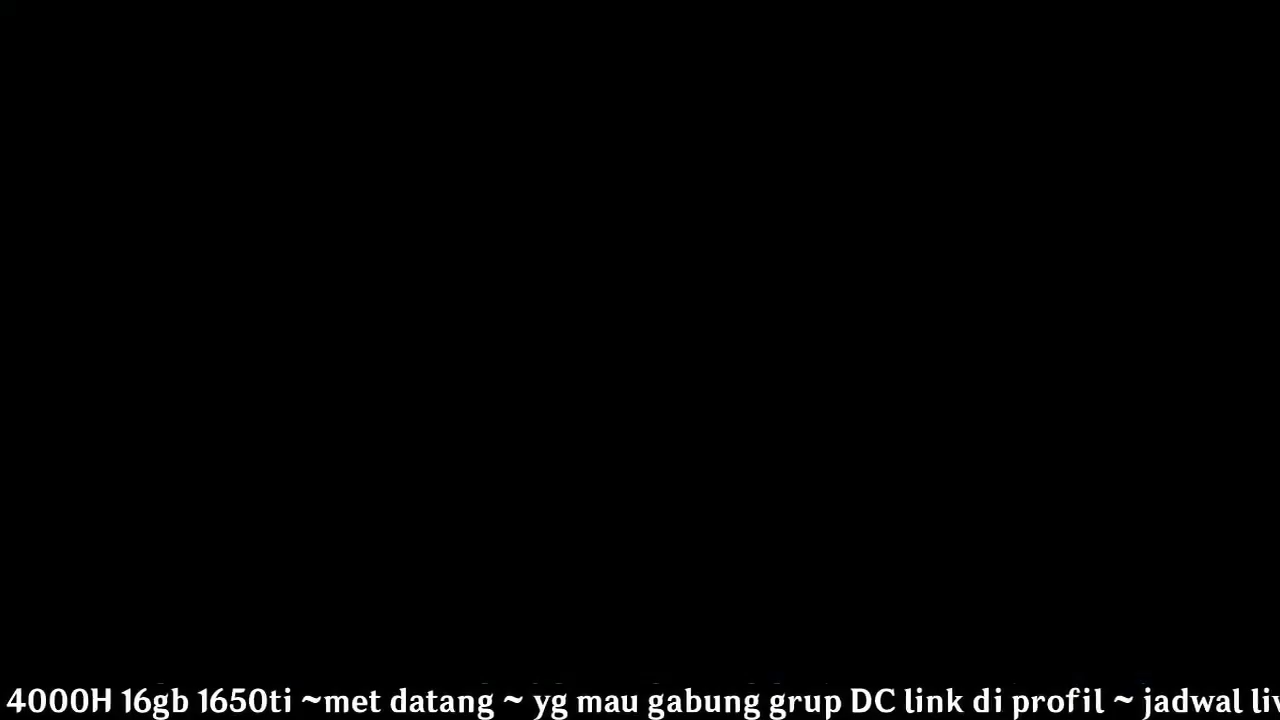 4000H 16gb 1650ti ~met datang ~ yg mau gabung grup DC link di profil ~ jadwal